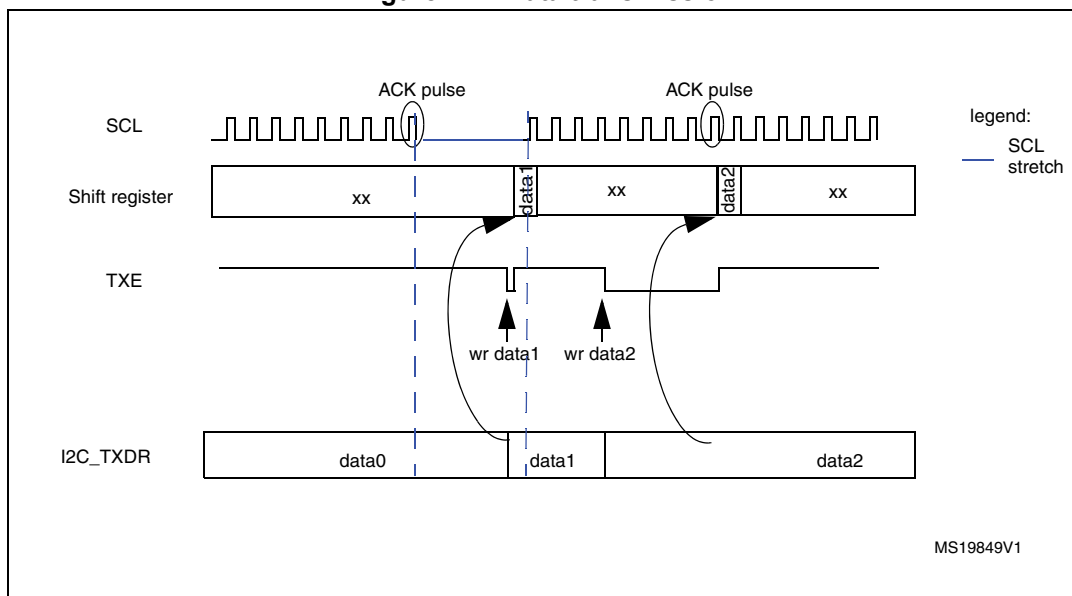 ACK pulse
ACK pulse
legend:
SCL
SCL
stretch
Shift register
xx
data1
xx
data2
xx
TXE
wr data1
wr data2
I2C_TXDR
data0
data1
data2
MS19849V1